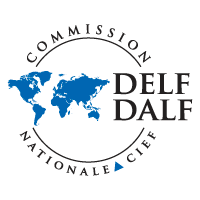 COMMISSION
DELF
DALF
NATIONALE CIEF